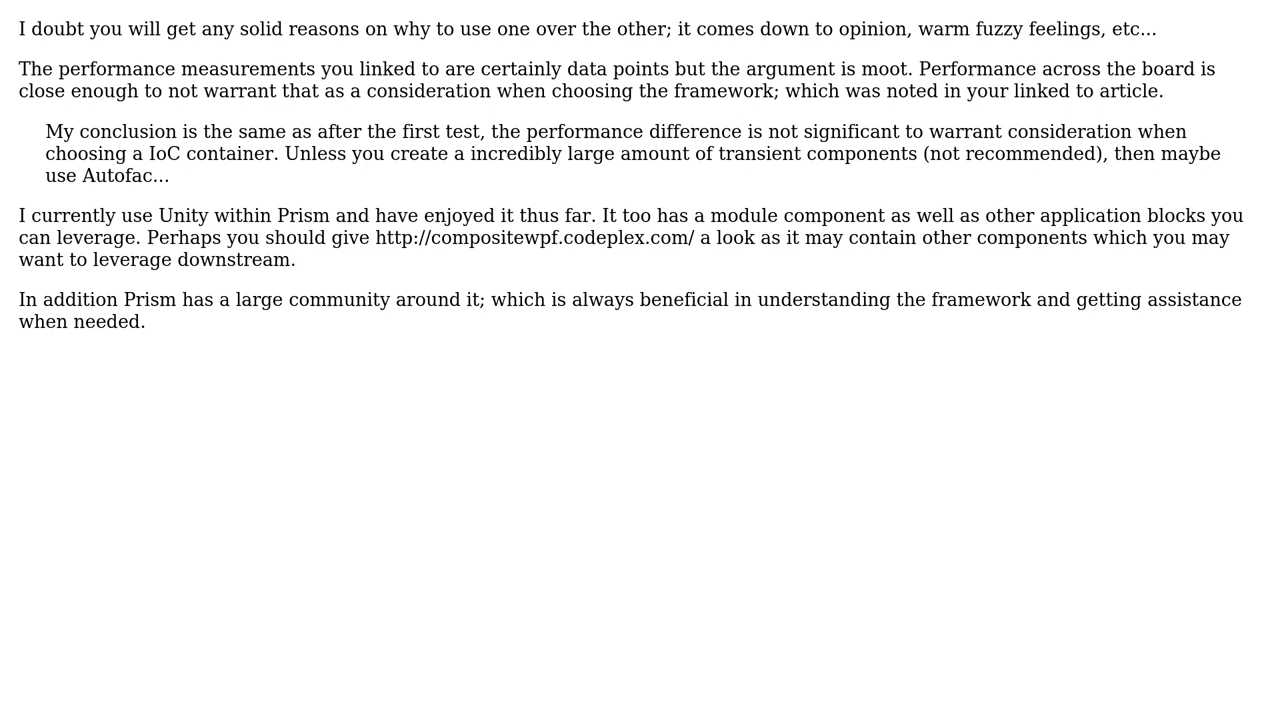 I doubt you will get any solid reasons on why to use one over the other; it comes down to opinion, warm fuzzy feelings, etc...
The performance measurements you linked to are certainly data points but the argument is moot. Performance across the board is
close enough to not warrant that as a consideration when choosing the framework; which was noted in your linked to article.
My conclusion is the same as after the first test, the performance difference is not significant to warrant consideration when
choosing a IoC container. Unless you create a incredibly large amount of transient components (not recommended), then maybe
use Autofac...
I currently use Unity within Prism and have enjoyed it thus far. It too has a module component as well as other application blocks you
can leverage. Perhaps you should give http://compositewpf.codeplex.com/ a look as it may contain other components which you may
want to leverage downstream.
In addition Prism has a large community around it; which is always beneficial in understanding the framework and getting assistance
when needed.